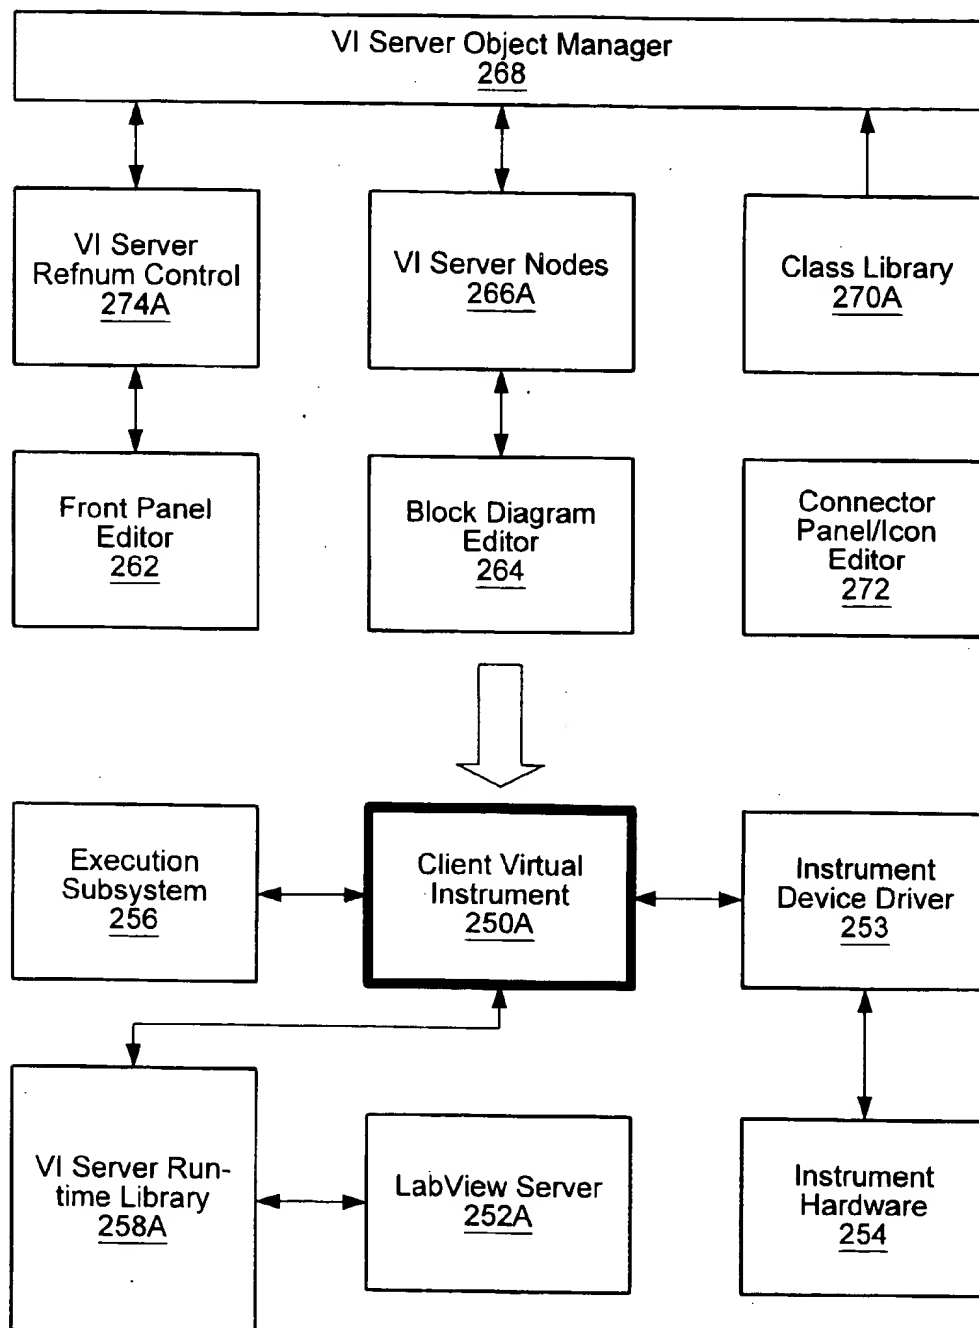 VI Server Object Manager
268
VI Server
Refnum Control
274A
VI Server Nodes
266A
Class Library
270A
Front Panel
Editor
262
Block Diagram
Editor
264
Connector
Panel/Icon
Editor
272
Execution
Subsystem
256
Client Virtual
Instrument
250A
Instrument
Device Driver
253
VI Server Run-
time Library
258A
LabView Server
252A
Instrument
Hardware
254